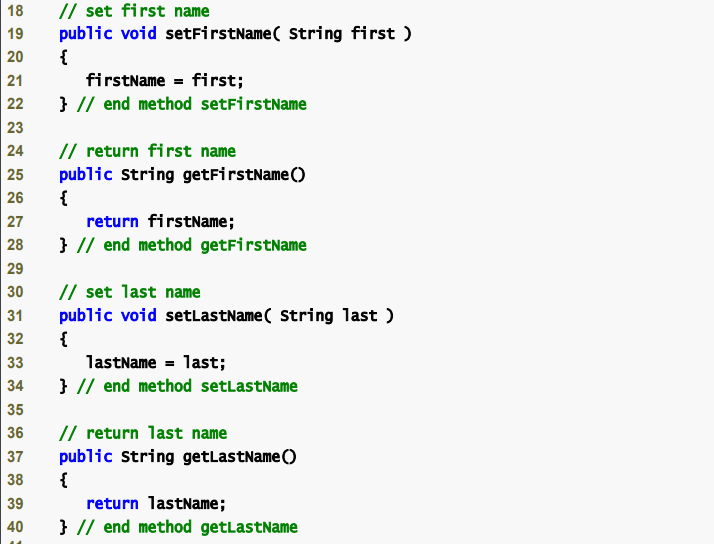 18 // set first name
19 public void setFirstName( String first )
20 {
21 firstName = first;
22 } // end method setFirstName
23
24 // return first name
25 public String getFirstName()
26 {
27 return firstName;
28 } // end method getFirstName
29
30 // set last name
31 public void setLastName( String last )
32 {
33 lastName = last;
34 } // end method setLastName
35
36 // return last name
37 public String getLastName()
38 {
39 return lastName;
40 } // end method getLastName